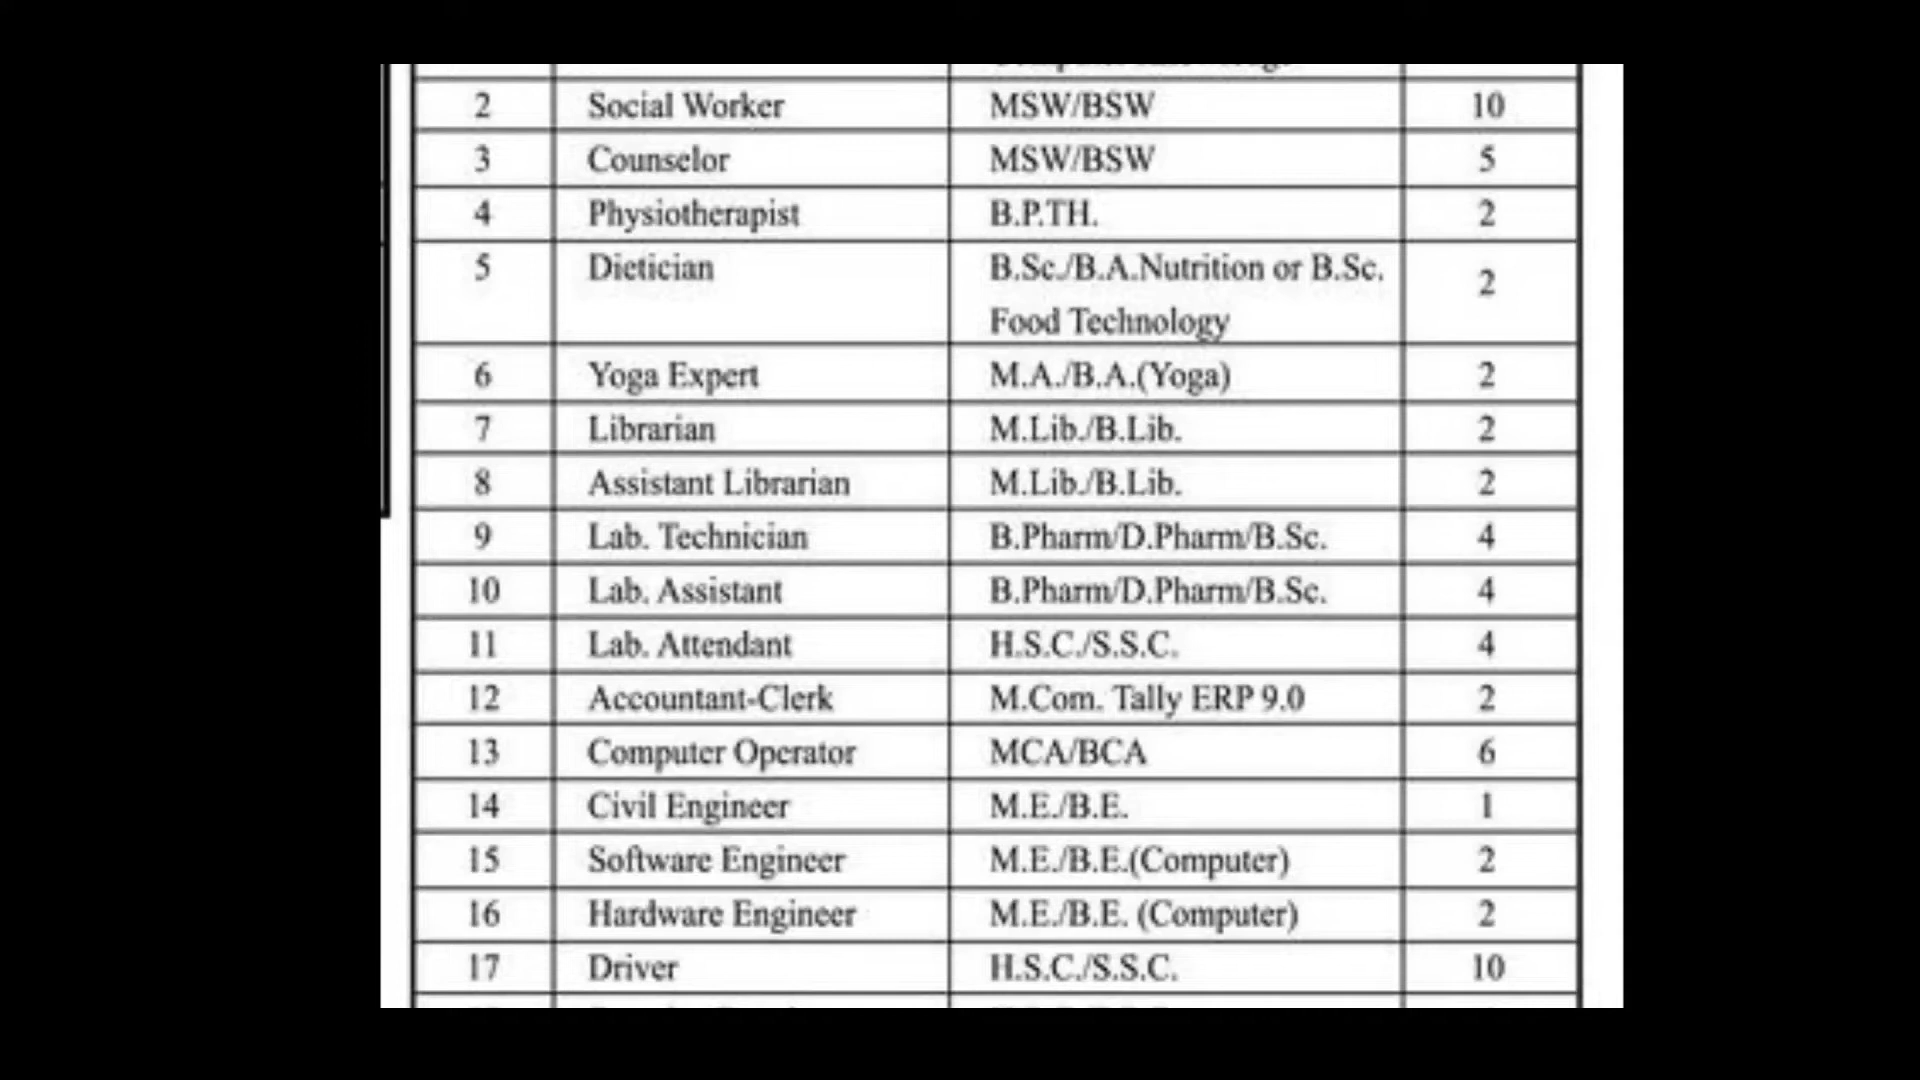 2 Social Worker MSW/BSW 10
3 Counselor MSW/BSW 5
4 Physiotherapist B.P.TH. 2
5 Dietician B.Sc./B.A.Nutrition or B.Sc. 2
Food Technology
6 Yoga Expert M.A./B.A.(Yoga) 2
7 Librarian M.Lib./B.Lib. 2
8 Assistant Librarian M.Lib./B.Lib. 2
9 Lab. Technician B.Pharm/D.Pharm/B.Sc. 4
10 Lab. Assistant B.Pharm/D.Pharm/B.Sc. 4
11 Lab. Attendant H.S.C./S.S.C. 4
12 Accountant-Clerk M.Com. Tally ERP 9.0 2
13 Computer Operator MCA/BCA 6
14 Civil Engineer M.E./B.E. 1
15 Software Engineer M.E./B.E.(Computer) 2
16 Hardware Engineer M.E./B.E. (Computer) 2
17 Driver H.S.C./S.S.C. 10